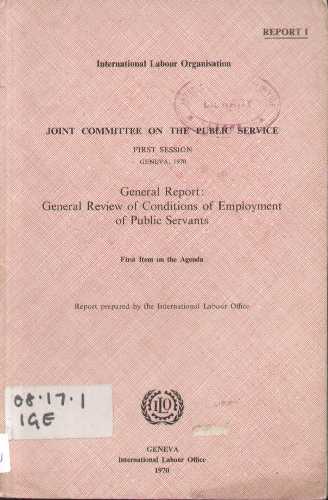 REPORT I
International Labour Organisation
LIBRARY
JOINT COMMITTEE ON THE PUBLIC SERVICE
FIRST SESSION
GENEVA, 1970
General Report:
General Review of Conditions of Employment
of Public Servants
First Item on the Agenda
Report prepared by the International Labour Office
08.17.1
IGE
ILO
GENEVA
International Labour Office
1970